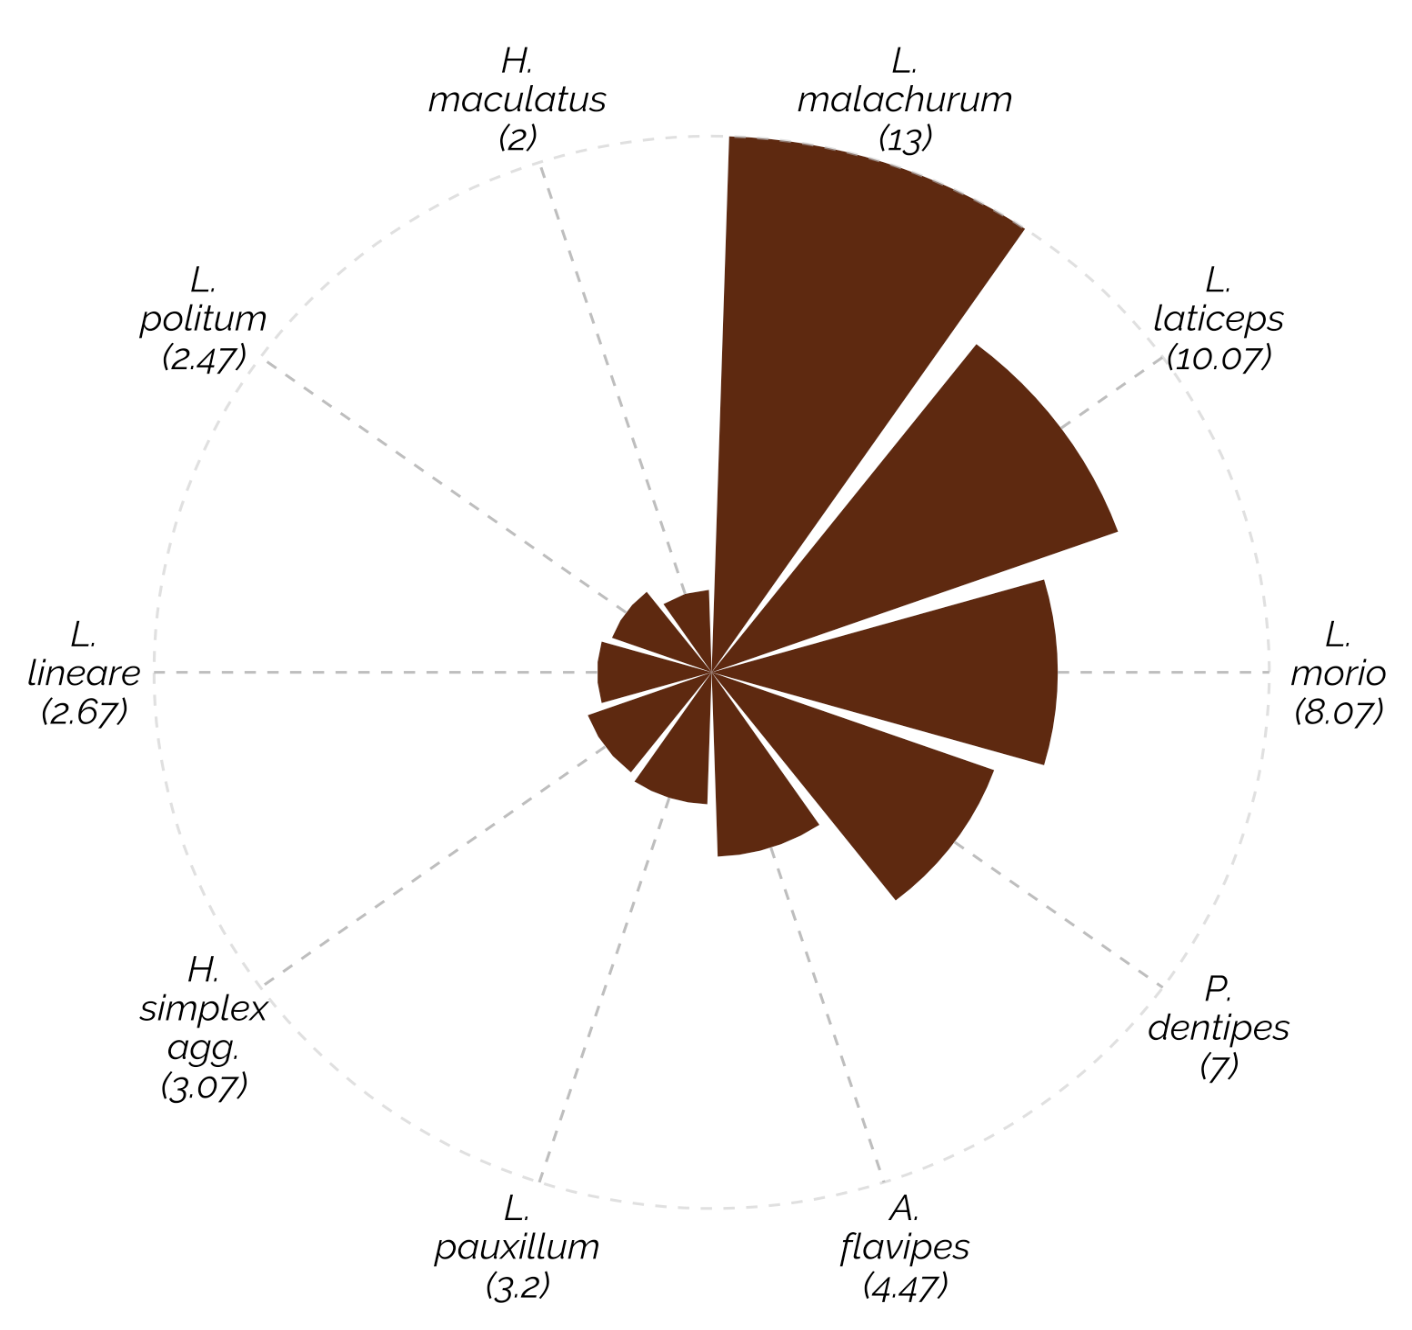 H.
maculatus
(2)
L.
malachurum
(13)
L.
laticeps
(10.07)
L.
morio
(8.07)
P.
dentipes
(7)
A.
flavipes
(4.47)
L.
pauxillum
(3.2)
H.
simplex
agg.
(3.07)
L.
lineare
(2.67)
L.
politum
(2.47)